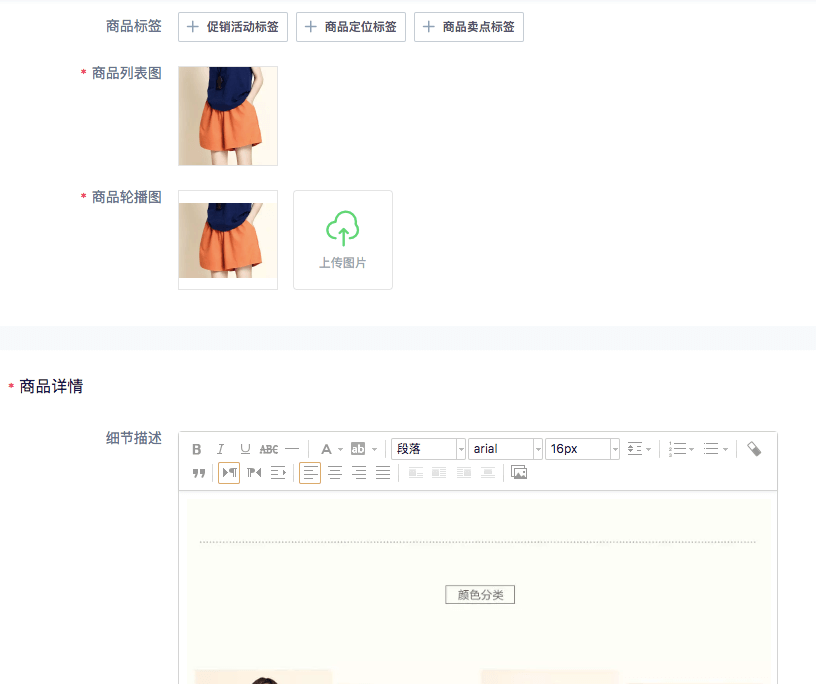 商品标签
促销活动标签 商品定位标签 商品卖点标签
* 商品列表图
* 商品轮播图
上传图片
* 商品详情
细节描述
B I U ABC A ab 段落 arial 16px
颜色分类